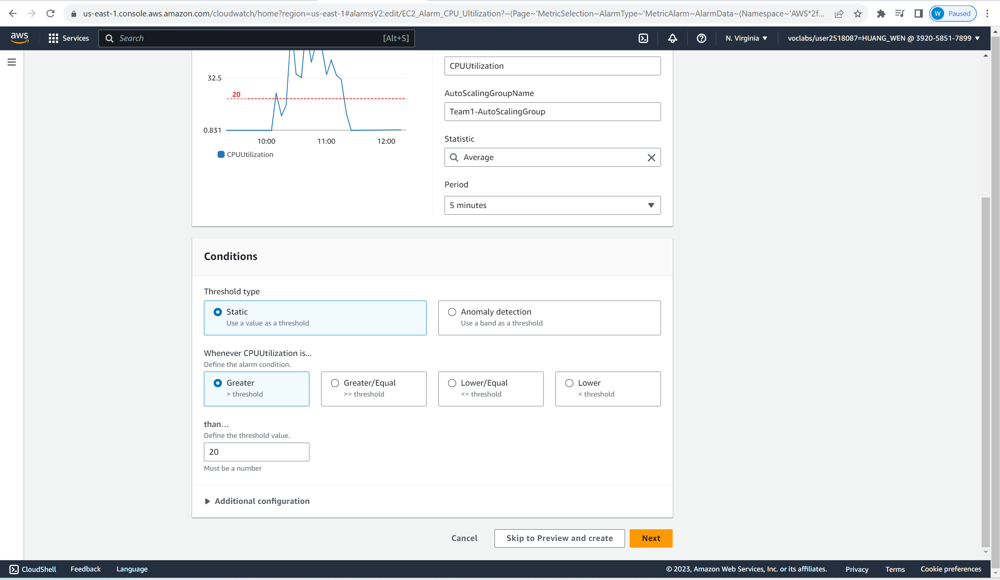 us-east-1.console.aws.amazon.com/cloudwatch/home?region=us-east-1#alarmsV2:edit/EC2_Alarm_CPU_Ultilization?~(Page~'MetricSelection~AlarmType~'MetricAlarm~AlarmData~(Namespace~'AWS*2f...
W Paused
aws Services Search [Alt+S] N. Virginia voclabs/user2518087=HUANG_WEN @ 3920-5851-7899
CPUUtilization
32.5
AutoScalingGroupName
20
Team1-AutoScalingGroup
0.831
10:00 11:00 12:00
CPUUtilization
Statistic
Average
Period
5 minutes
Conditions
Threshold type
Static
Use a value as a threshold
Anomaly detection
Use a band as a threshold
Whenever CPUUtilization is...
Define the alarm condition.
Greater
> threshold
Greater/Equal
>= threshold
Lower/Equal
<= threshold
Lower
< threshold
than...
Define the threshold value.
20
Must be a number
Additional configuration
Cancel Skip to Preview and create Next
CloudShell Feedback Language © 2023, Amazon Web Services, Inc. or its affiliates. Privacy Terms Cookie preferences